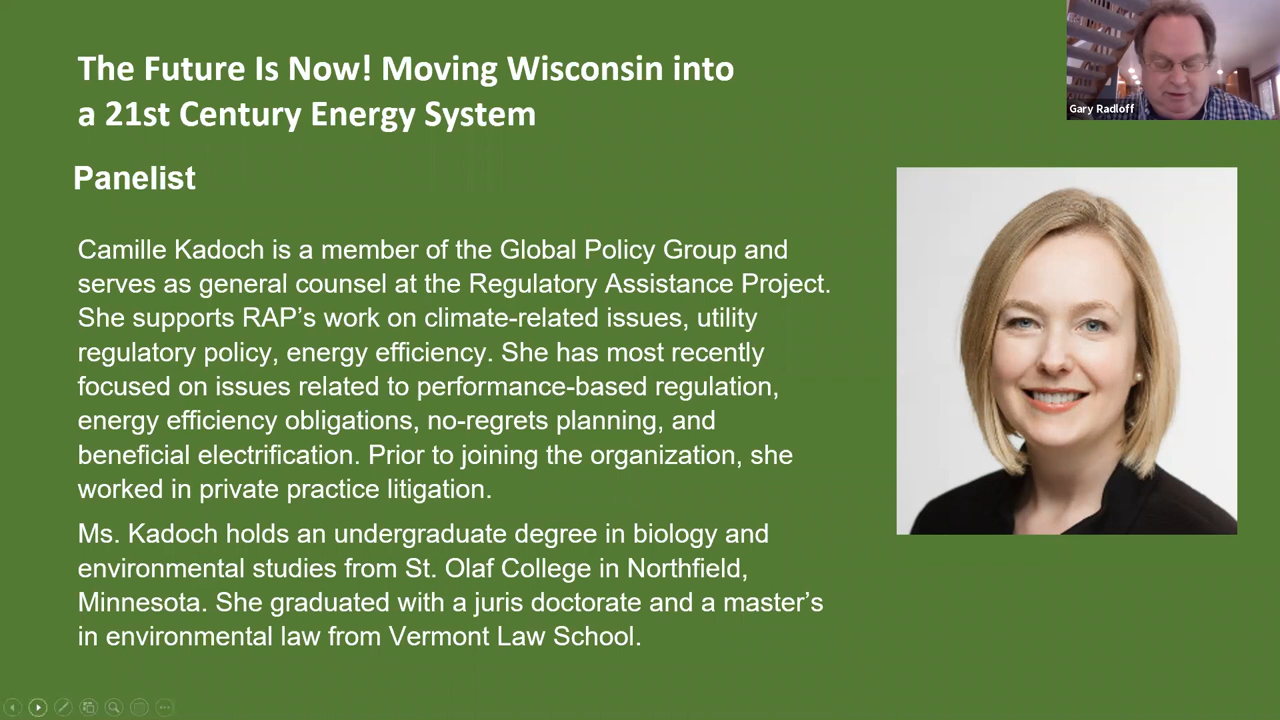 The Future Is Now! Moving Wisconsin into
a 21st Century Energy System
Gary Radloff
Panelist
Camille Kadoch is a member of the Global Policy Group and
serves as general counsel at the Regulatory Assistance Project.
She supports RAP’s work on climate-related issues, utility
regulatory policy, energy efficiency. She has most recently
focused on issues related to performance-based regulation,
energy efficiency obligations, no-regrets planning, and
beneficial electrification. Prior to joining the organization, she
worked in private practice litigation.
Ms. Kadoch holds an undergraduate degree in biology and
environmental studies from St. Olaf College in Northfield,
Minnesota. She graduated with a juris doctorate and a master’s
in environmental law from Vermont Law School.